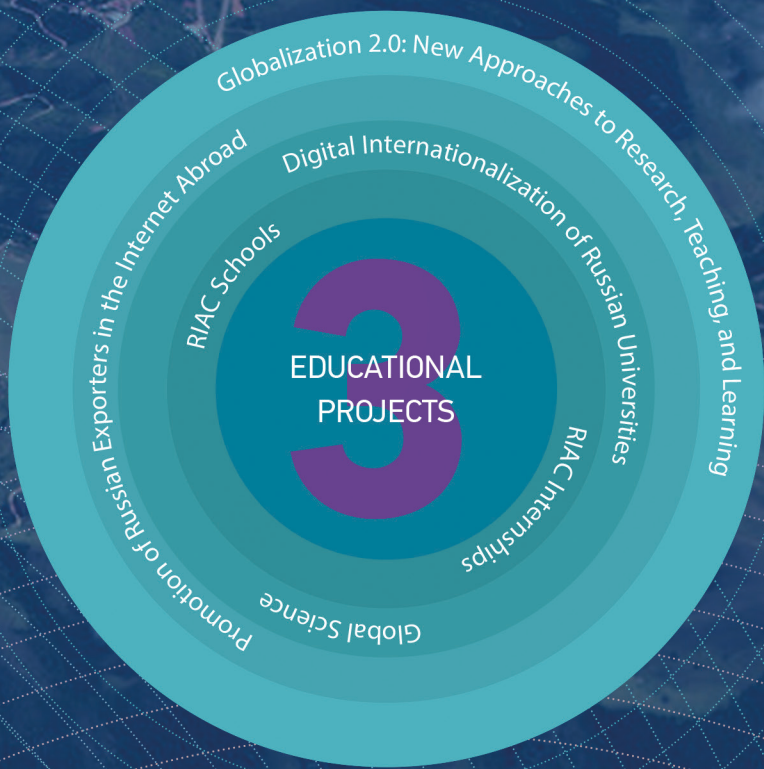 Globalization 2.0: New Approaches to Research, Teaching, and Learning
Promotion of Russian Exporters in the Internet Abroad
Digital Internationalization of Russian Universities
Global Science
RIAC Schools
RIAC Internships
3
EDUCATIONAL
PROJECTS